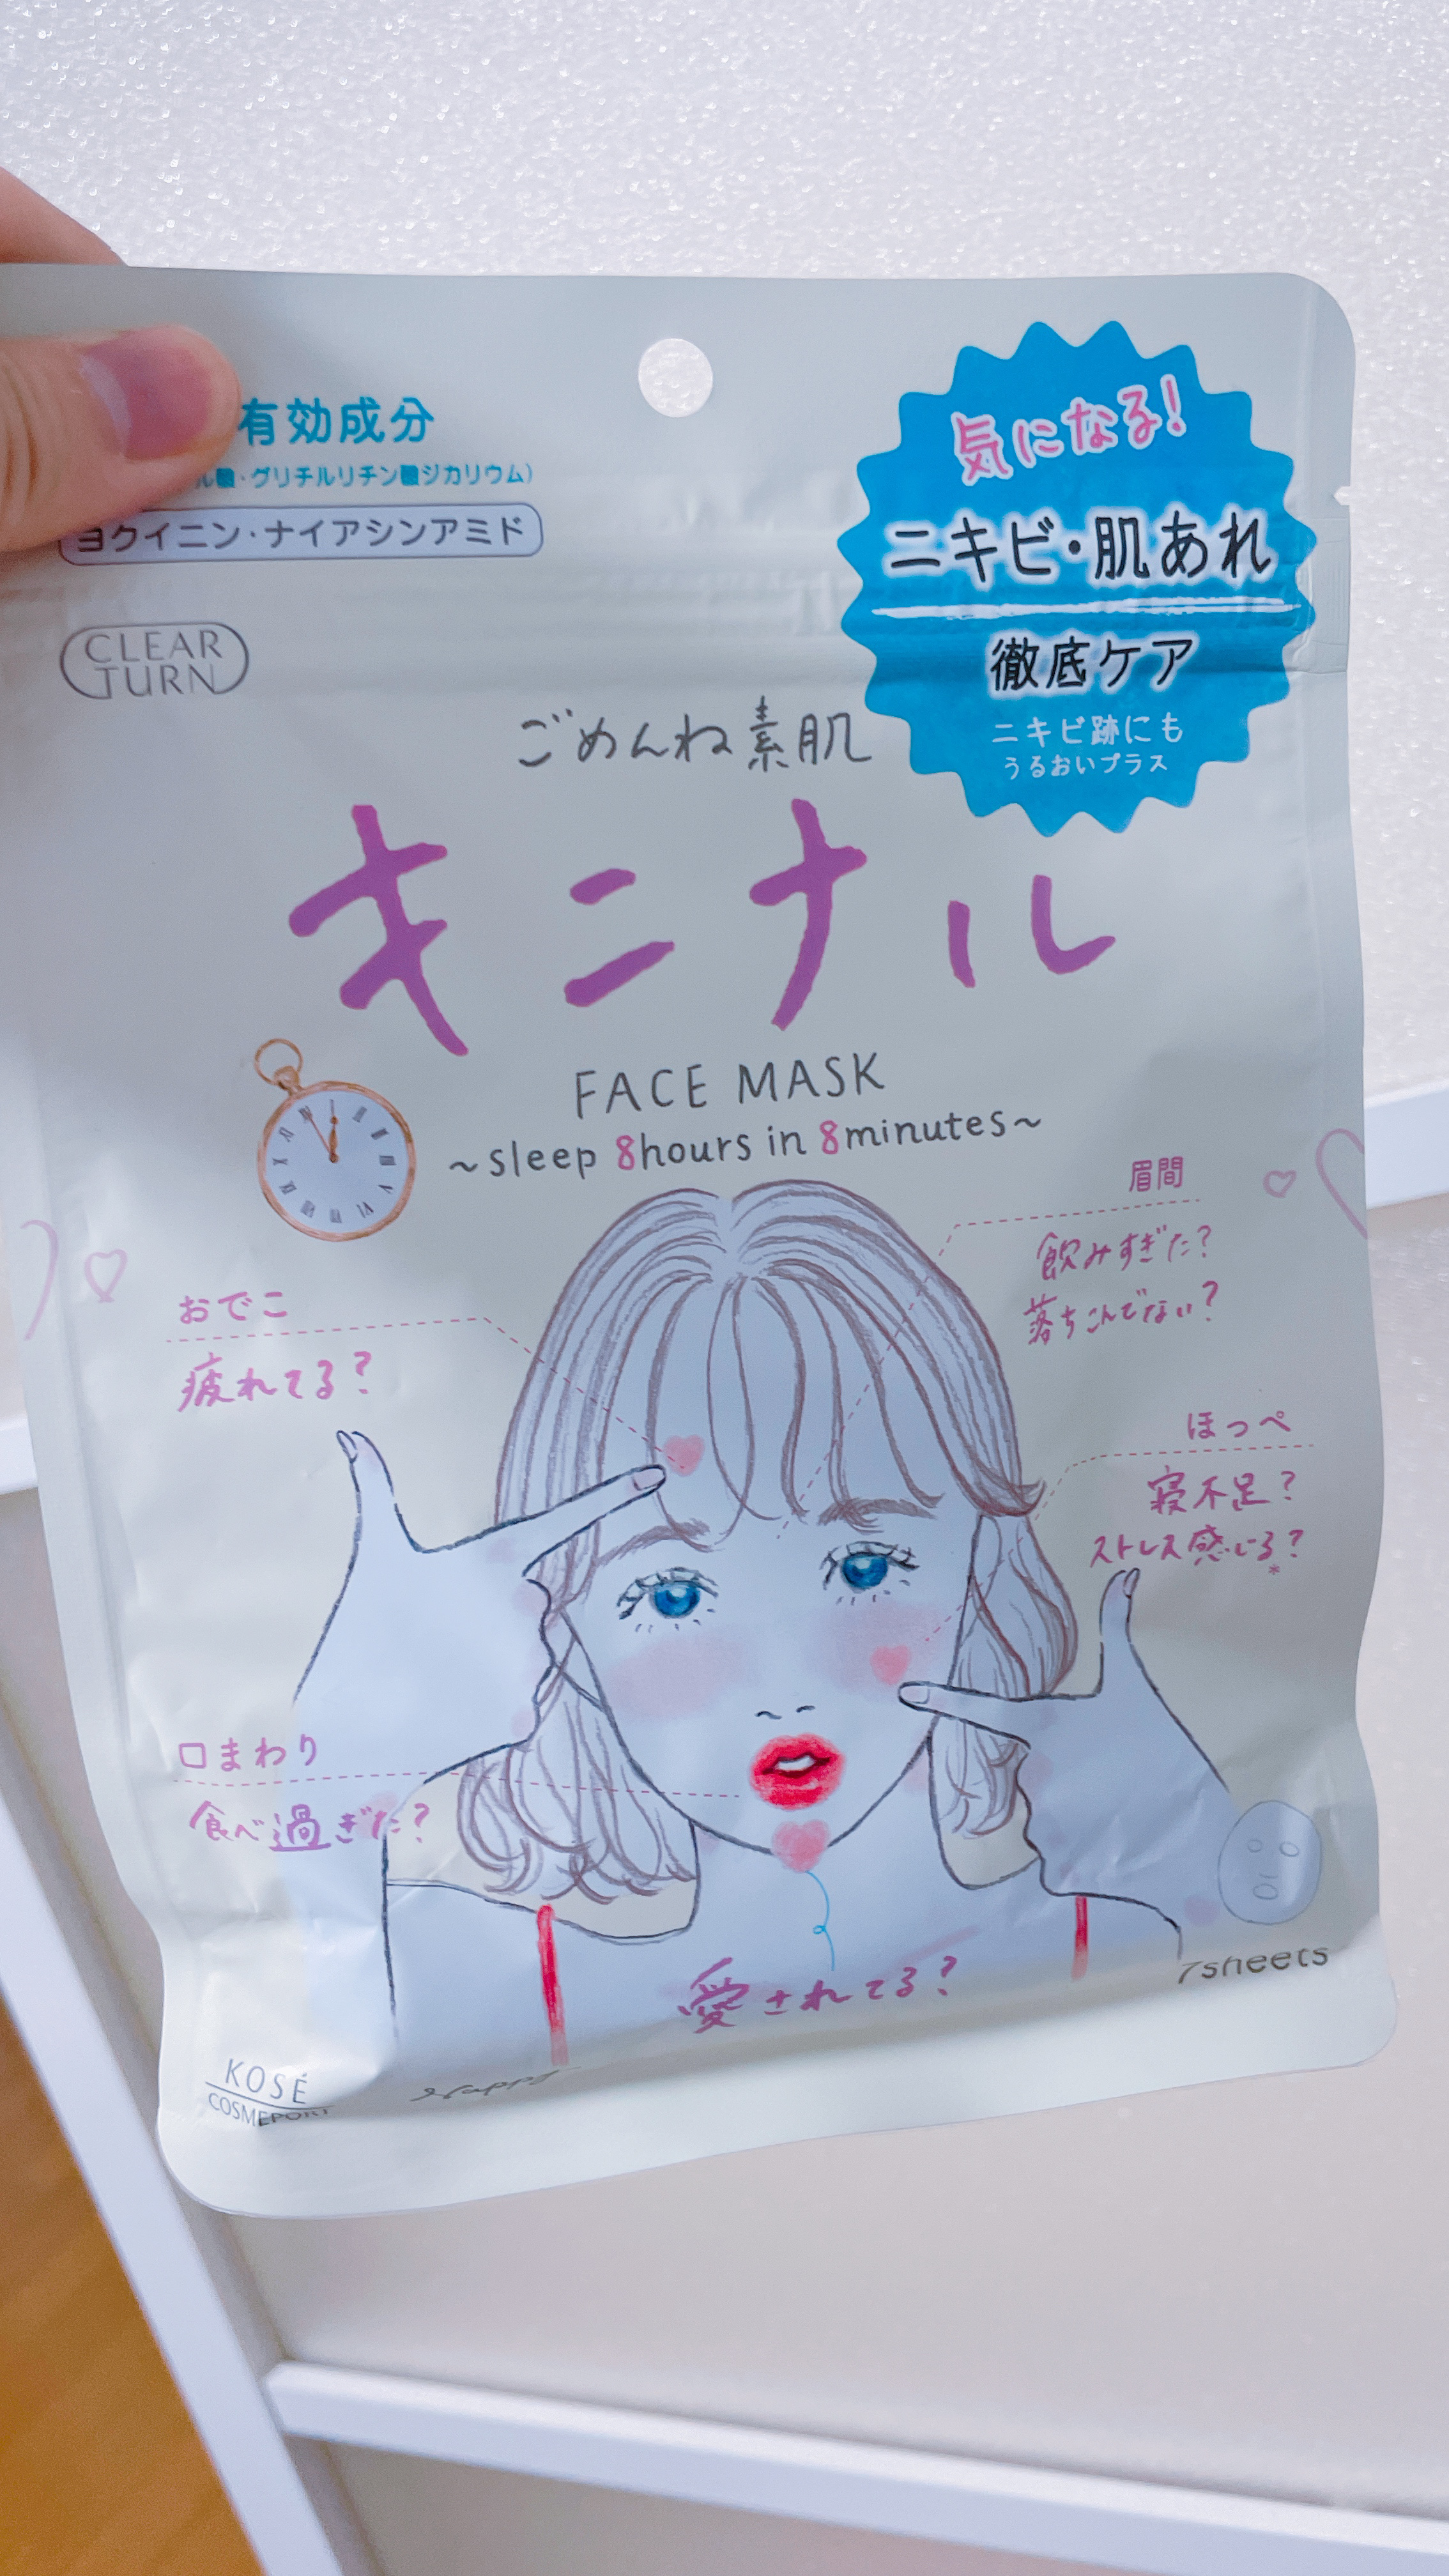 有効成分
ル酸・グリチルリチン酸ジカリウム)
ヨクイニン・ナイアシンアミド
CLEAR
TURN
気になる!
ニキビ・肌あれ
徹底ケア
ニキビ跡にも
うるおいプラス
ごめんね素肌
キニナル
FACE MASK
~sleep 8hours in 8minutes~
眉間
飲みすぎた?
落ちこんでない?
おでこ
疲れてる?
ほっぺ
寝不足?
ストレス感じる?*
口まわり
食べ過ぎた?
愛されてる?
7sheets
KOSÉ
COSMEPORT
Happy